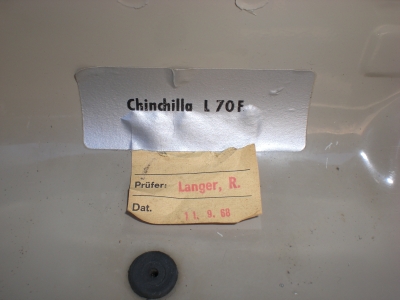 Chinchilla L 70 F
Prüfer: Langer, R.
Dat. 11. 9. 68